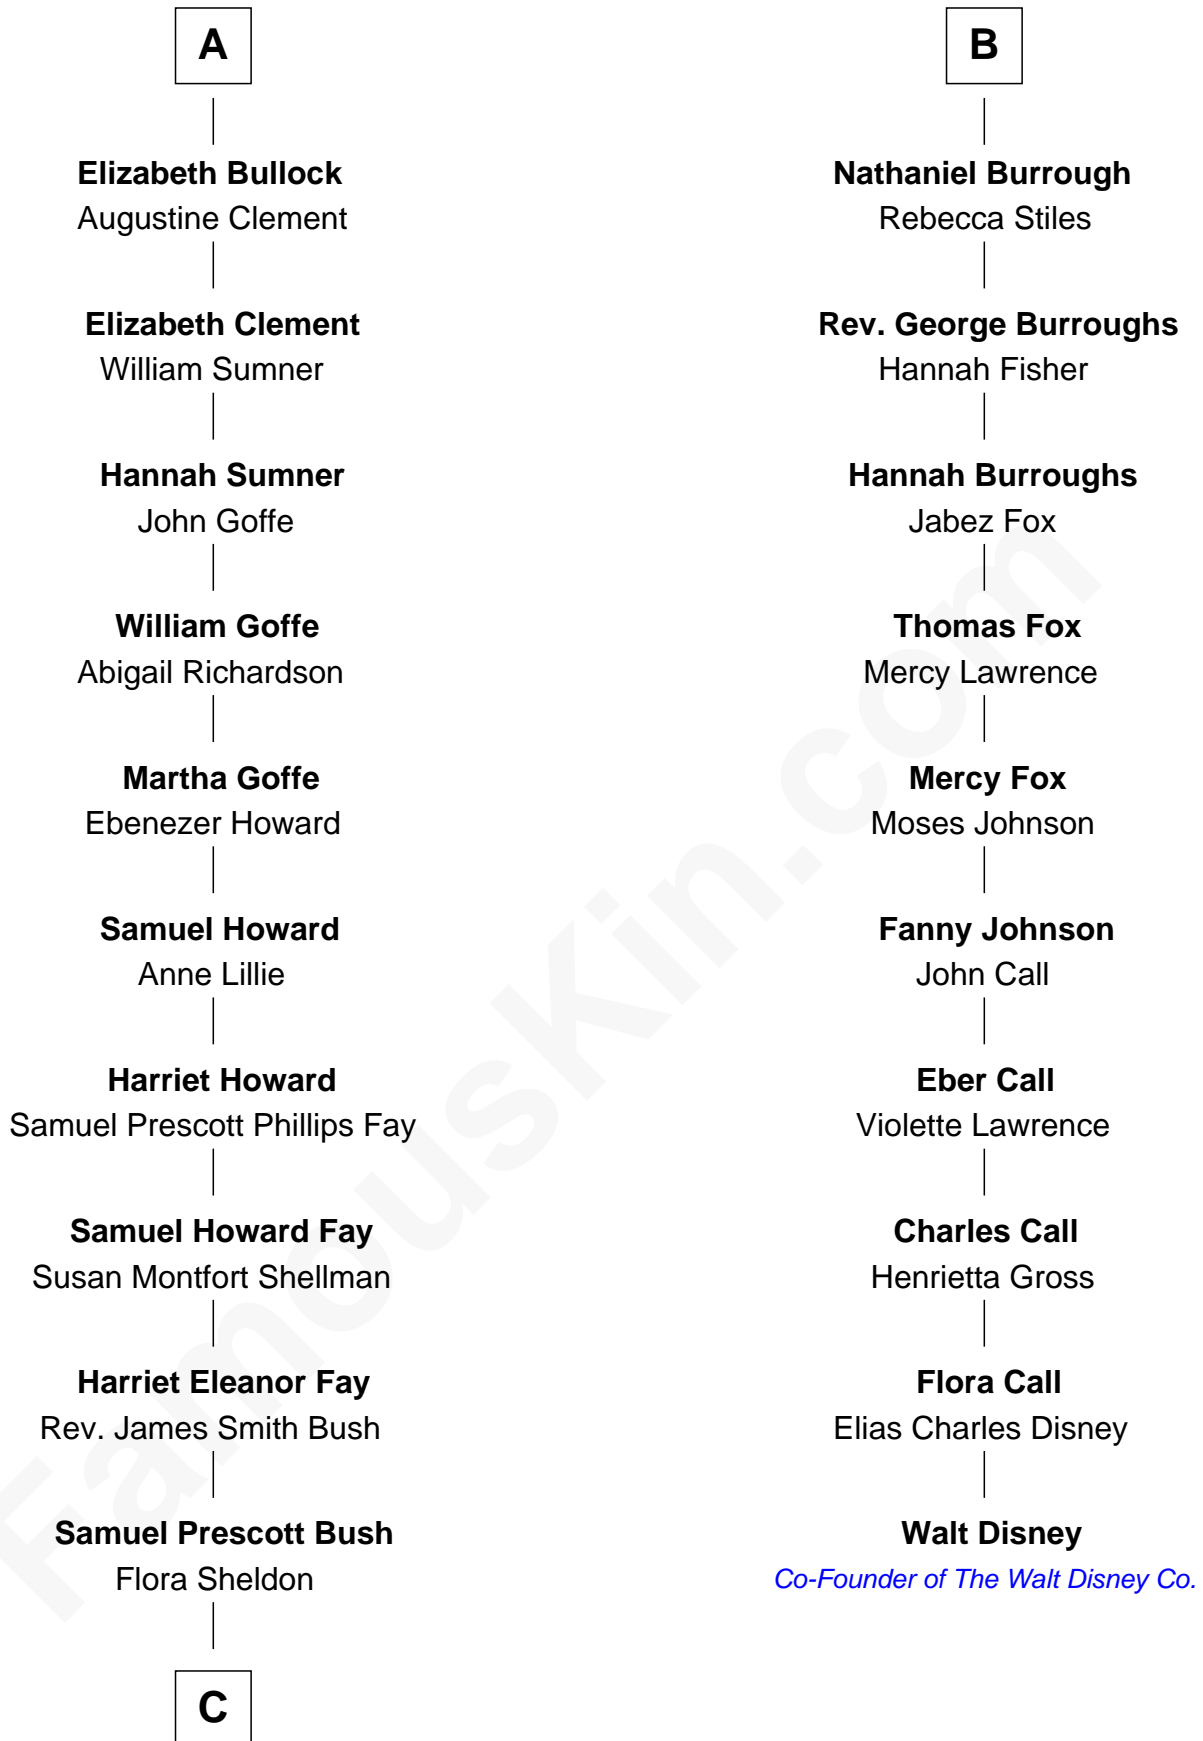 A
Elizabeth Bullock
Augustine Clement
Elizabeth Clement
William Sumner
Hannah Sumner
John Goffe
William Goffe
Abigail Richardson
Martha Goffe
Ebenezer Howard
Samuel Howard
Anne Lillie
Harriet Howard
Samuel Prescott Phillips Fay
Samuel Howard Fay
Susan Montfort Shellman
Harriet Eleanor Fay
Rev. James Smith Bush
Samuel Prescott Bush
Flora Sheldon
C
B
Nathaniel Burrough
Rebecca Stiles
Rev. George Burroughs
Hannah Fisher
Hannah Burroughs
Jabez Fox
Thomas Fox
Mercy Lawrence
Mercy Fox
Moses Johnson
Fanny Johnson
John Call
Eber Call
Violette Lawrence
Charles Call
Henrietta Gross
Flora Call
Elias Charles Disney
Walt Disney
Co-Founder of The Walt Disney Co.
FamousKin.com